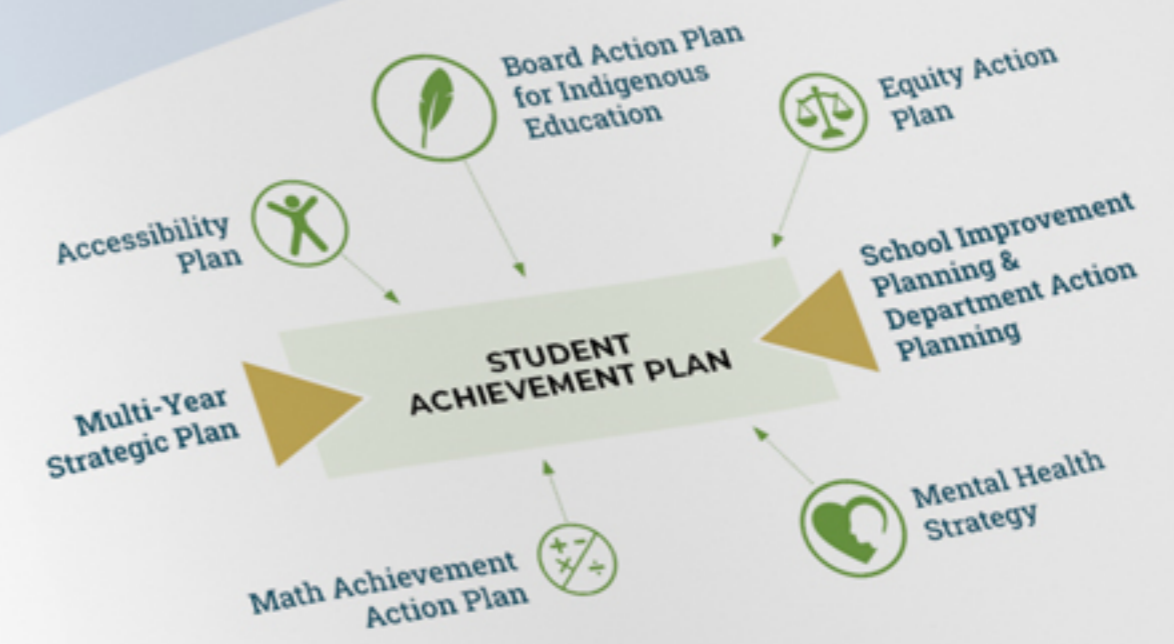 Board Action Plan
for Indigenous
Education
Equity Action
Plan
Accessibility
Plan
School Improvement
Planning &
Department Action
Planning
STUDENT
ACHIEVEMENT PLAN
Multi-Year
Strategic Plan
Mental Health
Strategy
Math Achievement
Action Plan